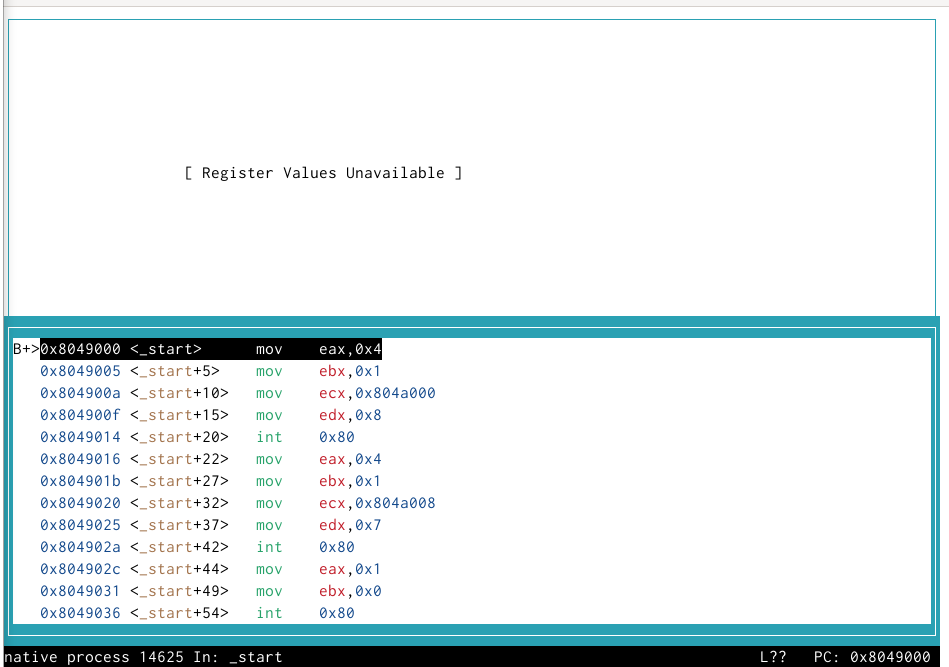 [ Register Values Unavailable ]
B+>0x8049000 <_start>      mov    eax,0x4
0x8049005 <_start+5>    mov    ebx,0x1
0x804900a <_start+10>   mov    ecx,0x804a000
0x804900f <_start+15>   mov    edx,0x8
0x8049014 <_start+20>   int    0x80
0x8049016 <_start+22>   mov    eax,0x4
0x804901b <_start+27>   mov    ebx,0x1
0x8049020 <_start+32>   mov    ecx,0x804a008
0x8049025 <_start+37>   mov    edx,0x7
0x804902a <_start+42>   int    0x80
0x804902c <_start+44>   mov    eax,0x1
0x8049031 <_start+49>   mov    ebx,0x0
0x8049036 <_start+54>   int    0x80
native process 14625 In: _start    L??   PC: 0x8049000